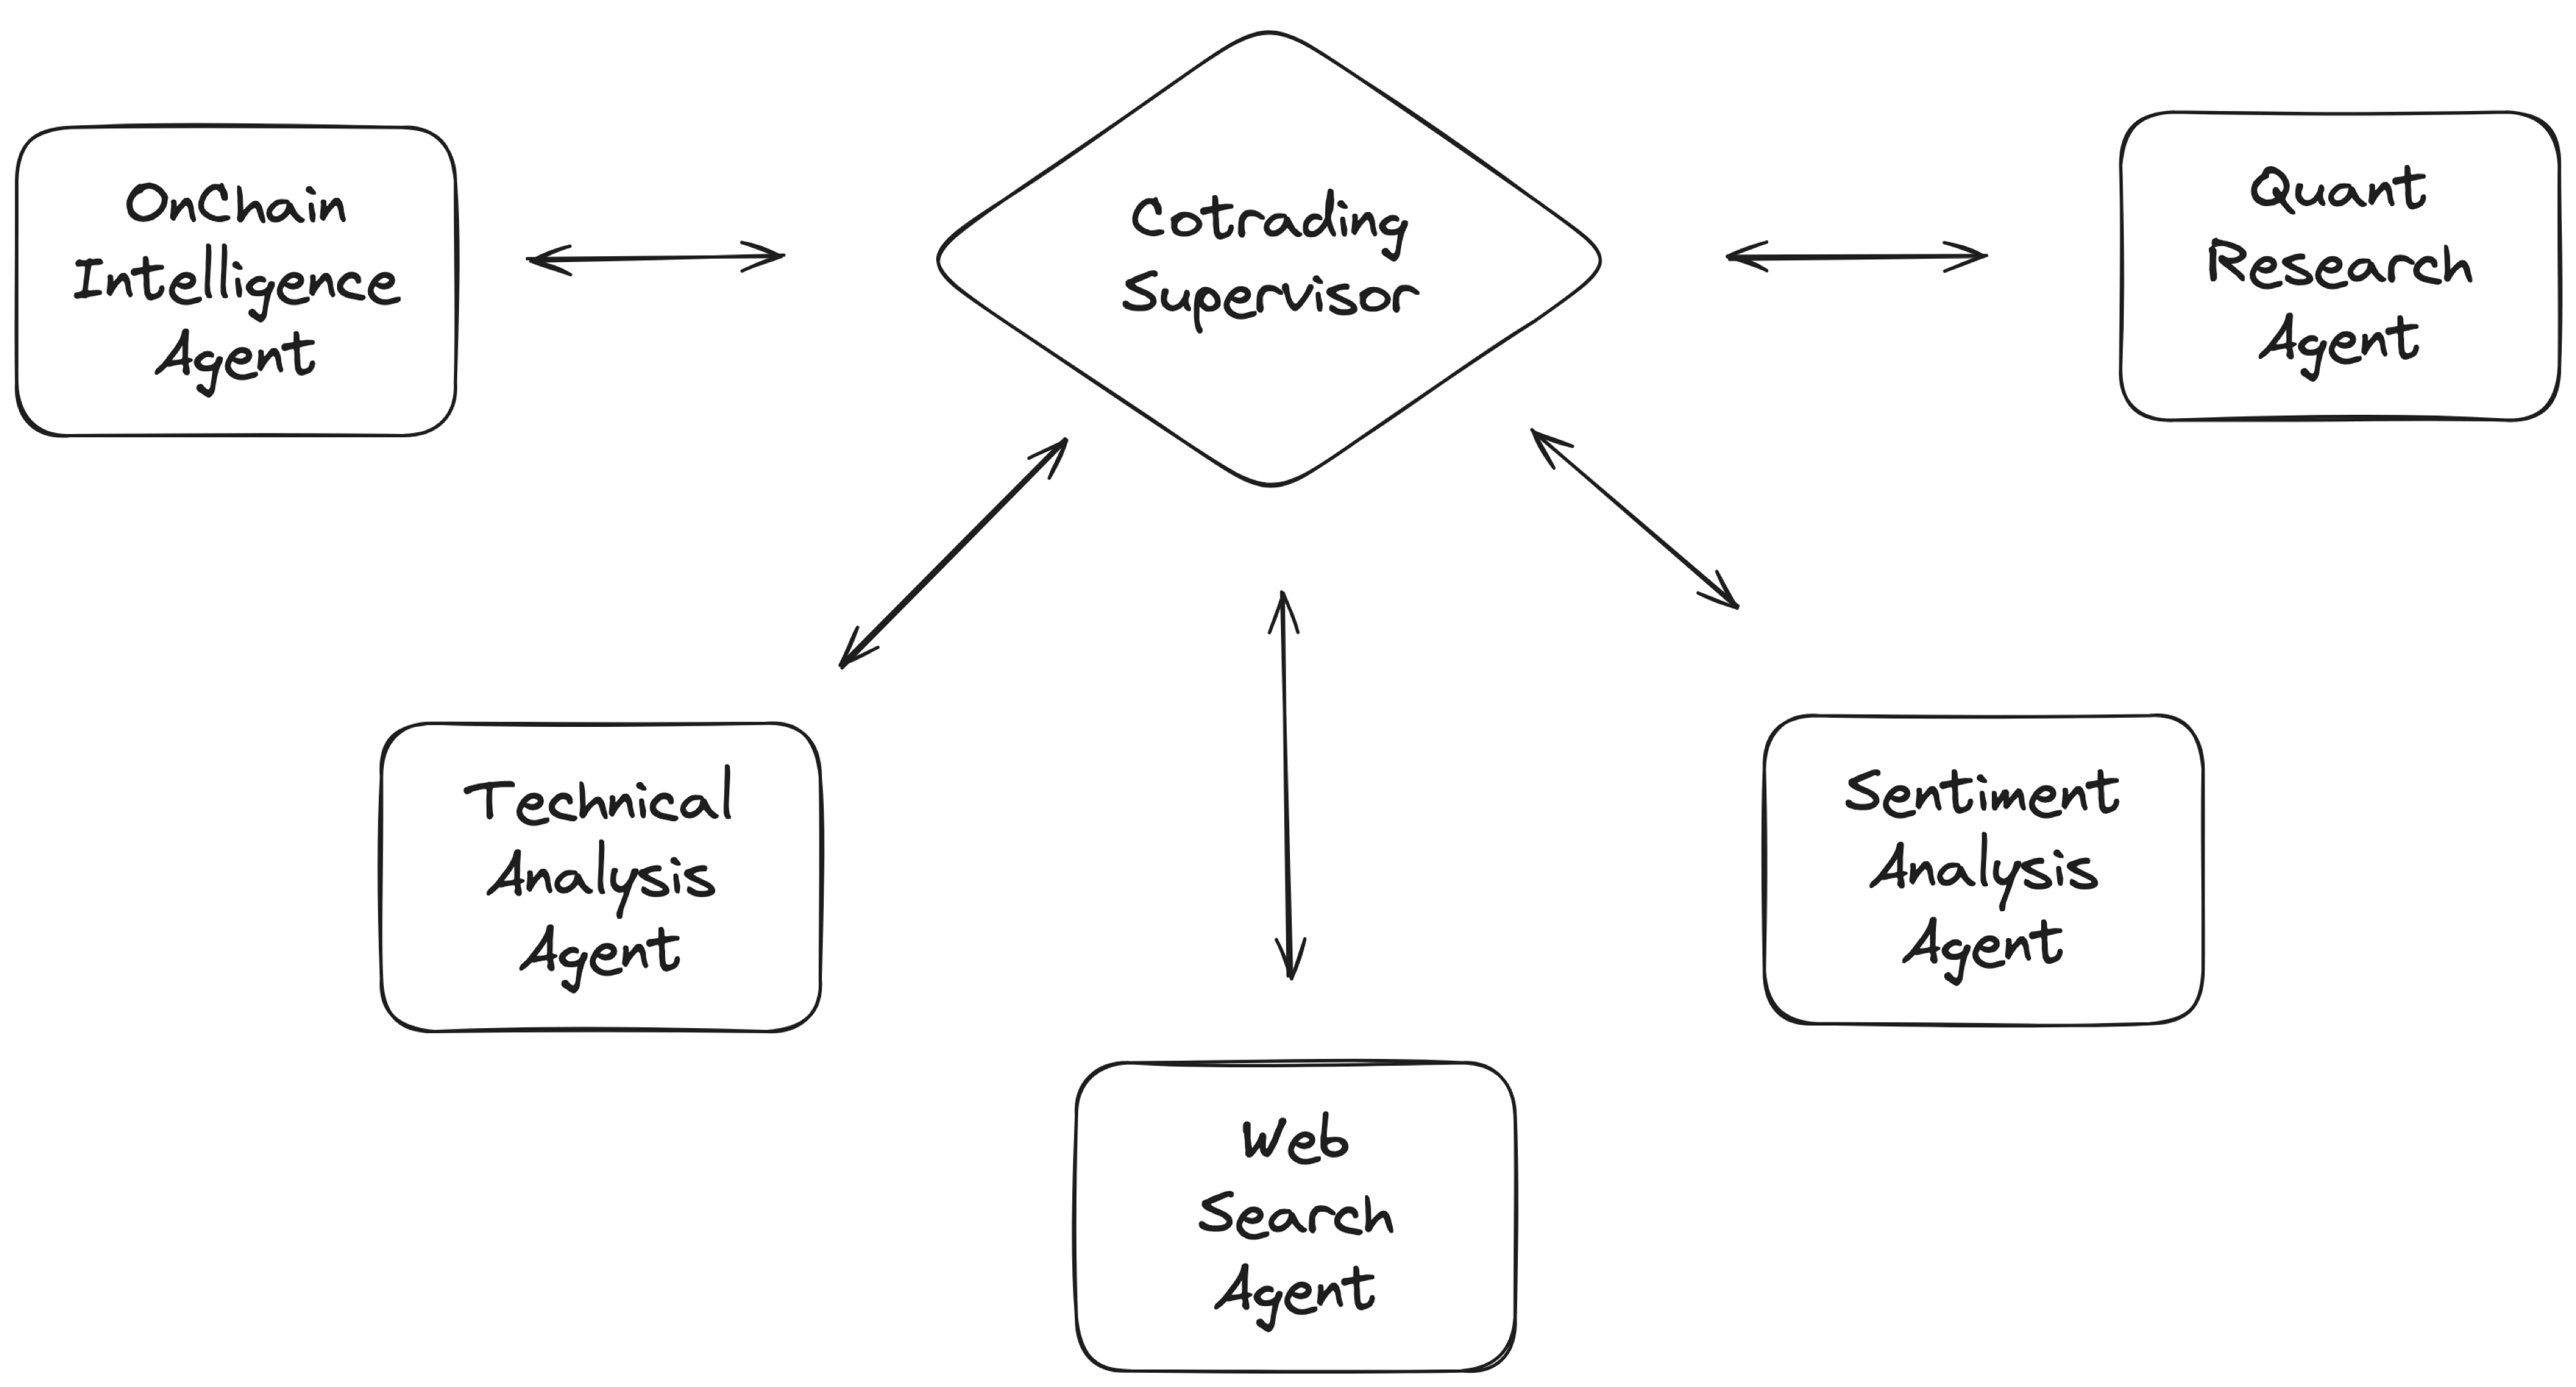 OnChain
Intelligence
Agent
Cotrading
Supervisor
Quant
Research
Agent
Technical
Analysis
Agent
Web
Search
Agent
Sentiment
Analysis
Agent